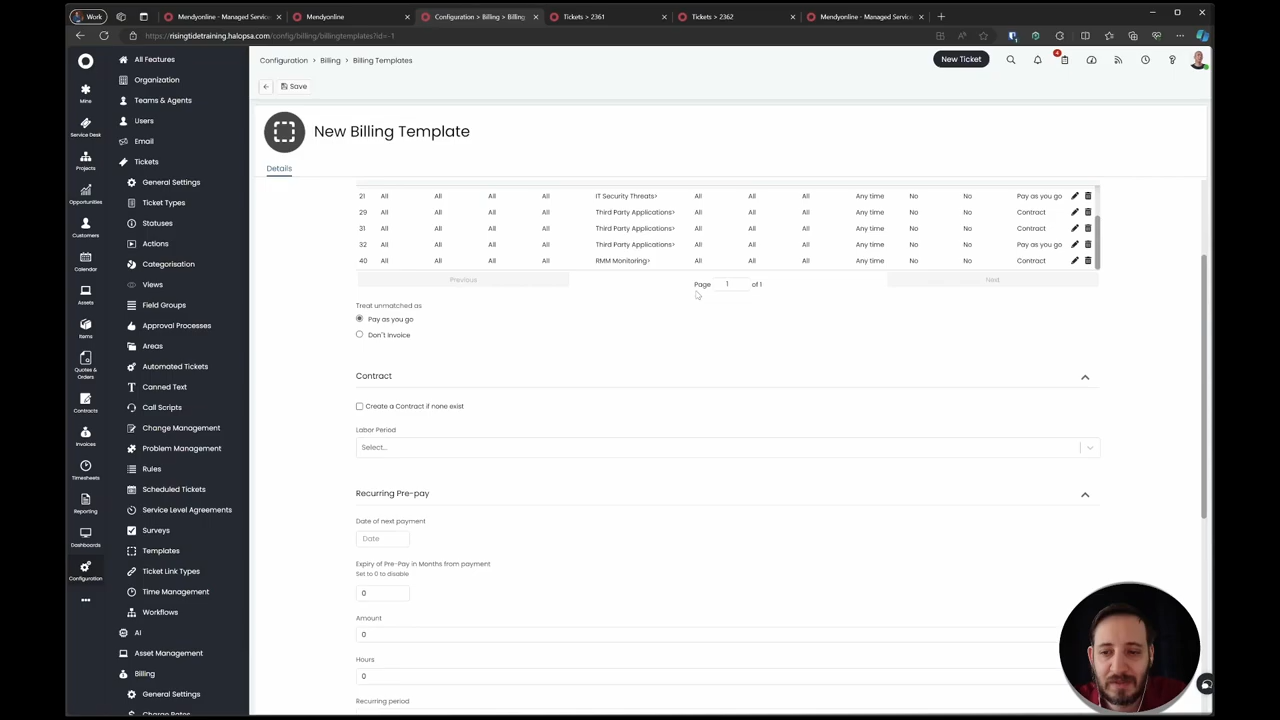 Work
Mendyonline - Managed Servic
Mendyonline
Configuration > Billing > Billing
Tickets > 2361
Tickets > 2362
Mendyonline - Managed Servic
https://risingtidetraining.halopsa.com/config/billing/billingtemplates?id=-1
Mine
Service Desk
Projects
Opportunities
Customers
Calendar
Assets
Items
Quotes & Orders
Contracts
Invoices
Timesheets
Reporting
Dashboards
Configuration
All Features
Organization
Teams & Agents
Users
Email
Tickets
General Settings
Ticket Types
Statuses
Actions
Categorisation
Views
Field Groups
Approval Processes
Areas
Automated Tickets
Canned Text
Call Scripts
Change Management
Problem Management
Rules
Scheduled Tickets
Service Level Agreements
Surveys
Templates
Ticket Link Types
Time Management
Workflows
AI
Asset Management
Billing
General Settings
Charge Rates
Configuration > Billing > Billing Templates
New Ticket
4
Save
New Billing Template
Details
21 All All All All IT Security Threats> All All All Any time No No Pay as you go
29 All All All All Third Party Applications> All All All Any time No No Contract
31 All All All All Third Party Applications> All All All Any time No No Contract
32 All All All All Third Party Applications> All All All Any time No No Pay as you go
40 All All All All RMM Monitoring> All All All Any time No No Contract
Previous Page 1 of 1 Next
Treat unmatched as
Pay as you go
Don"t Invoice
Contract
Create a Contract if none exist
Labor Period
Select...
Recurring Pre-pay
Date of next payment
Date
Expiry of Pre-Pay in Months from payment
Set to 0 to disable
0
Amount
0
Hours
0
Recurring period